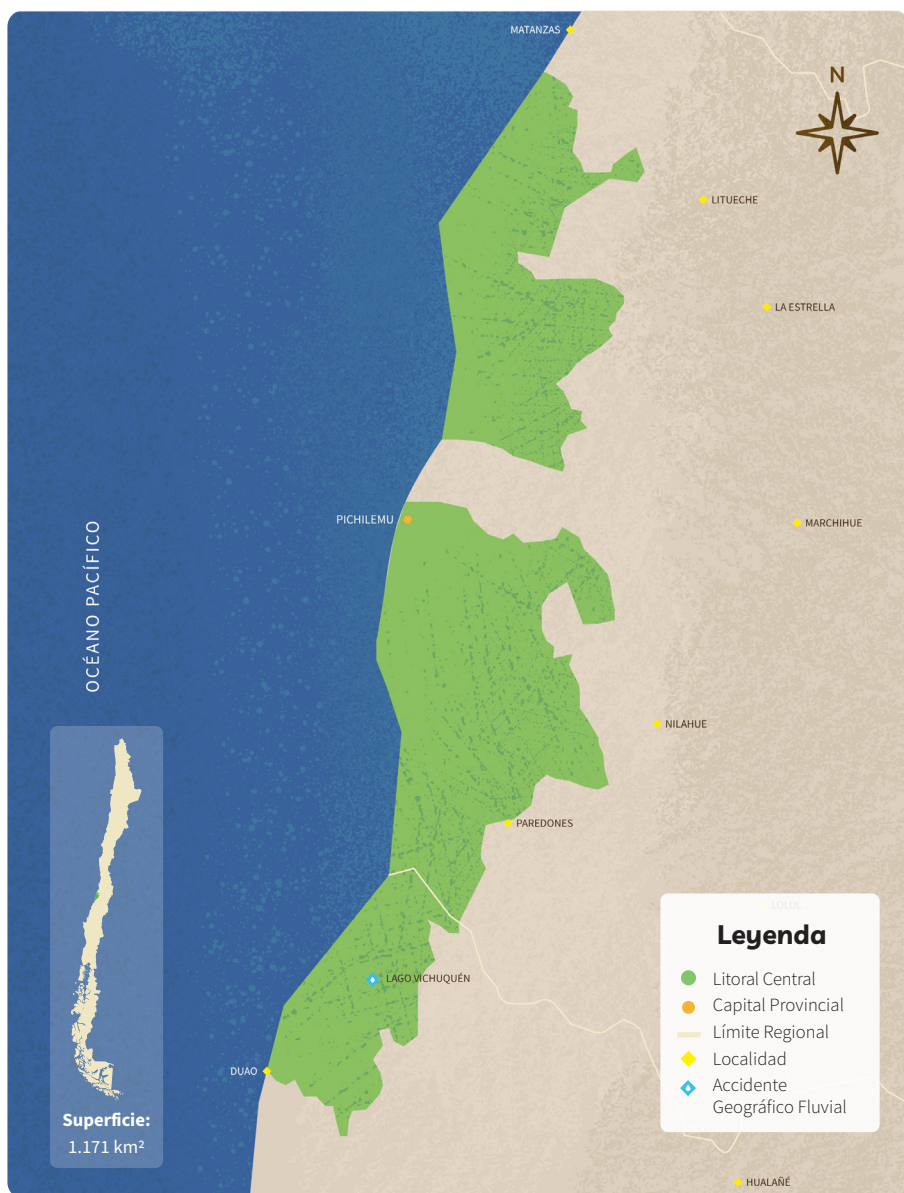 MATANZAS
N
LITUECHE
LA ESTRELLA
PICHILEMU
MARCHIHUE
OCÉANO PACÍFICO
NILAHUE
PAREDONES
LOLOL
LAGO VICHUQUÉN
DUAO
HUALAÑÉ
Superficie:
1.171 km²
Leyenda
Litoral Central
Capital Provincial
Límite Regional
Localidad
Accidente
Geográfico Fluvial